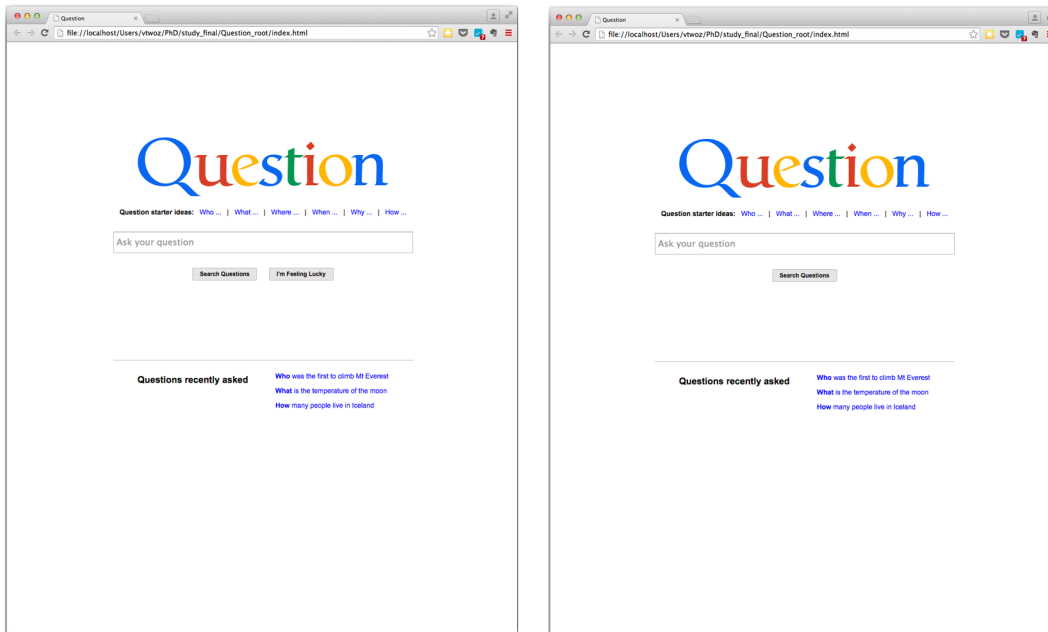 Question
file://localhost/Users/vtwoz/PhD/study_final/Question_root/index.html
Question
Question starter ideas: Who ... | What ... | Where ... | When ... | Why ... | How ...
Ask your question
Search Questions I'm Feeling Lucky
Questions recently asked
Who was the first to climb Mt Everest
What is the temperature of the moon
How many people live in Iceland
Question
file://localhost/Users/vtwoz/PhD/study_final/Question_root/index.html
Question
Question starter ideas: Who ... | What ... | Where ... | When ... | Why ... | How ...
Ask your question
Search Questions
Questions recently asked
Who was the first to climb Mt Everest
What is the temperature of the moon
How many people live in Iceland